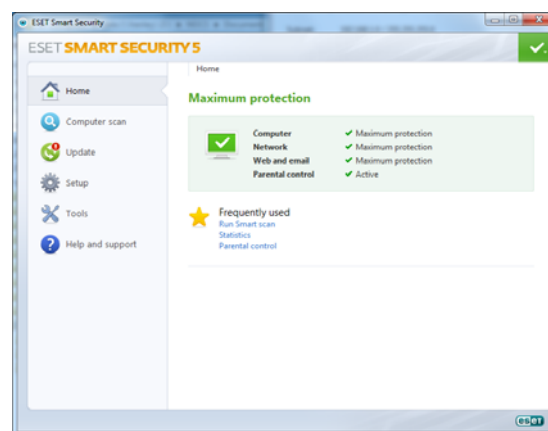 ESET Smart Security
ESET SMART SECURITY 5
Home
Home
Computer scan
Update
Setup
Tools
Help and support
Maximum protection
Computer Maximum protection
Network Maximum protection
Web and email Maximum protection
Parental control Active
Frequently used
Run Smart scan
Statistics
Parental control
eset